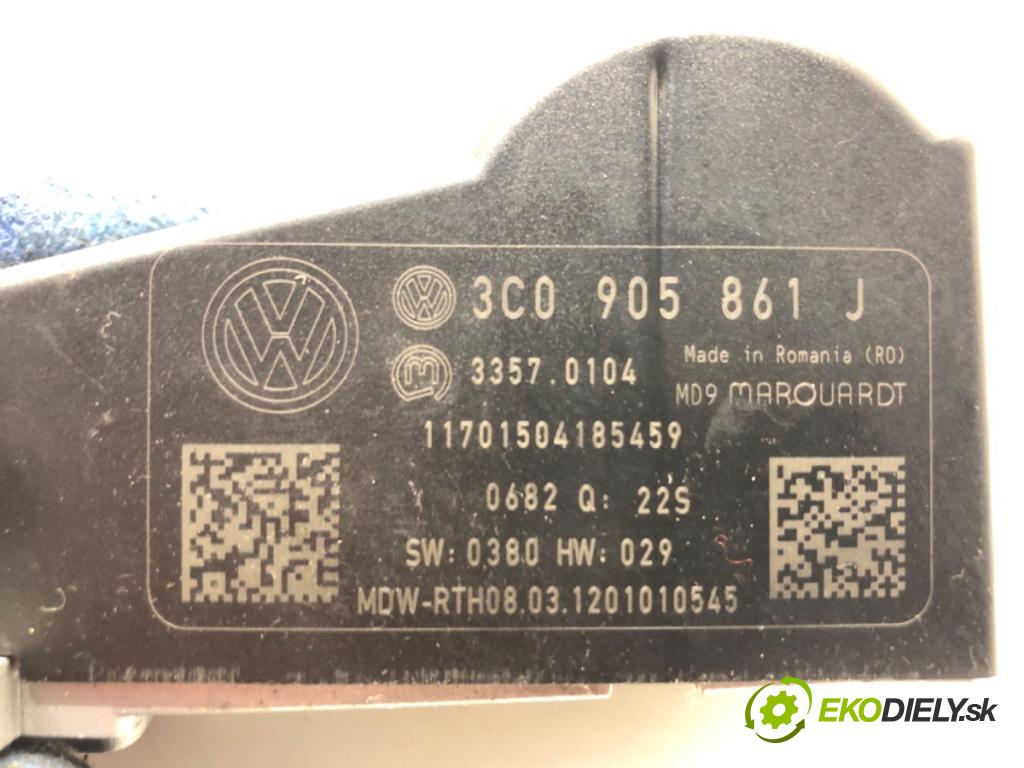 3C0 905 861 J
Made in Romania (RO)
3357.0104
MD9 MARQUARDT
11701504185459
0682 Q: 22S
SW: 0380 HW: 029
MDW-RTH08.03.1201010545
EKODIELY.sk